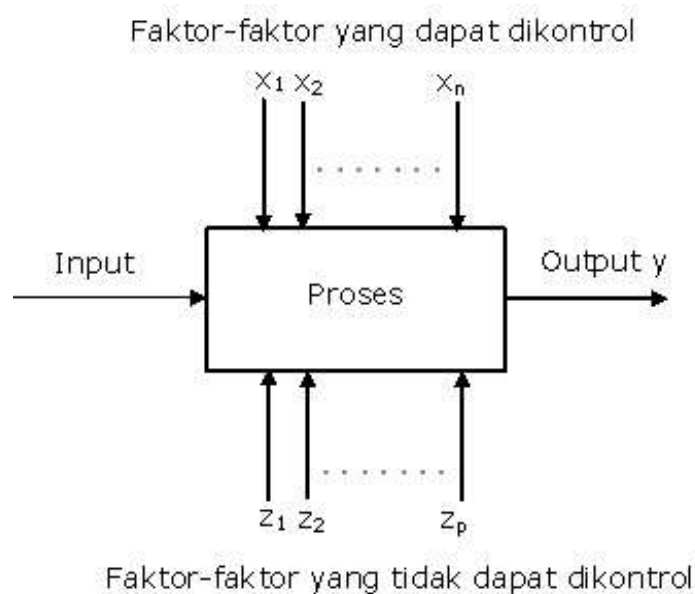 Faktor-faktor yang dapat dikontrol
x₁ x₂ xₙ
Input
Proses
Output y
z₁ z₂ zₚ
Faktor-faktor yang tidak dapat dikontrol